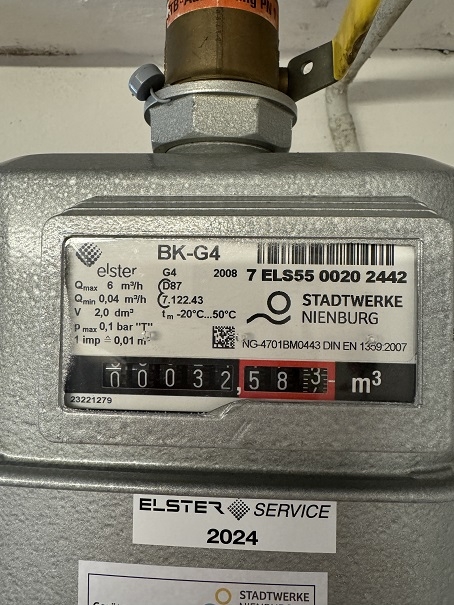 elster
BK-G4
G4 2008 7 ELS55 0020 2442
Qmax 6 m³/h D87
Qmin 0,04 m³/h 7.122.43
V 2,0 dm³ tm -20°C...50°C
STADTWERKE
NIENBURG
pmax 0,1 bar "T"
1 imp ≙ 0,01 m³
NG-4701BM0443 DIN EN 1359:2007
00032,583 m³
23221279
ELSTER SERVICE
2024
STADTWERKE
NIENBURG